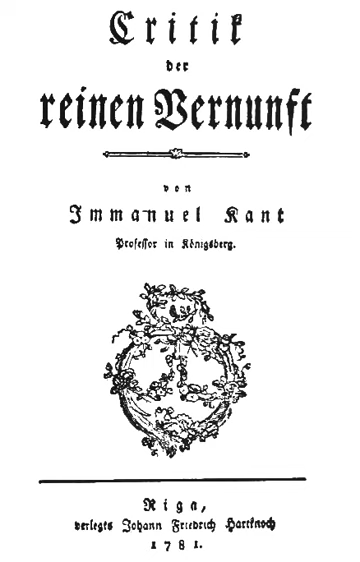 Critik
der
reinen Vernunft
von
Immanuel Kant
Professor in Königsberg.
Riga,
verlegts Johann Friedrich Hartknoch
1781.